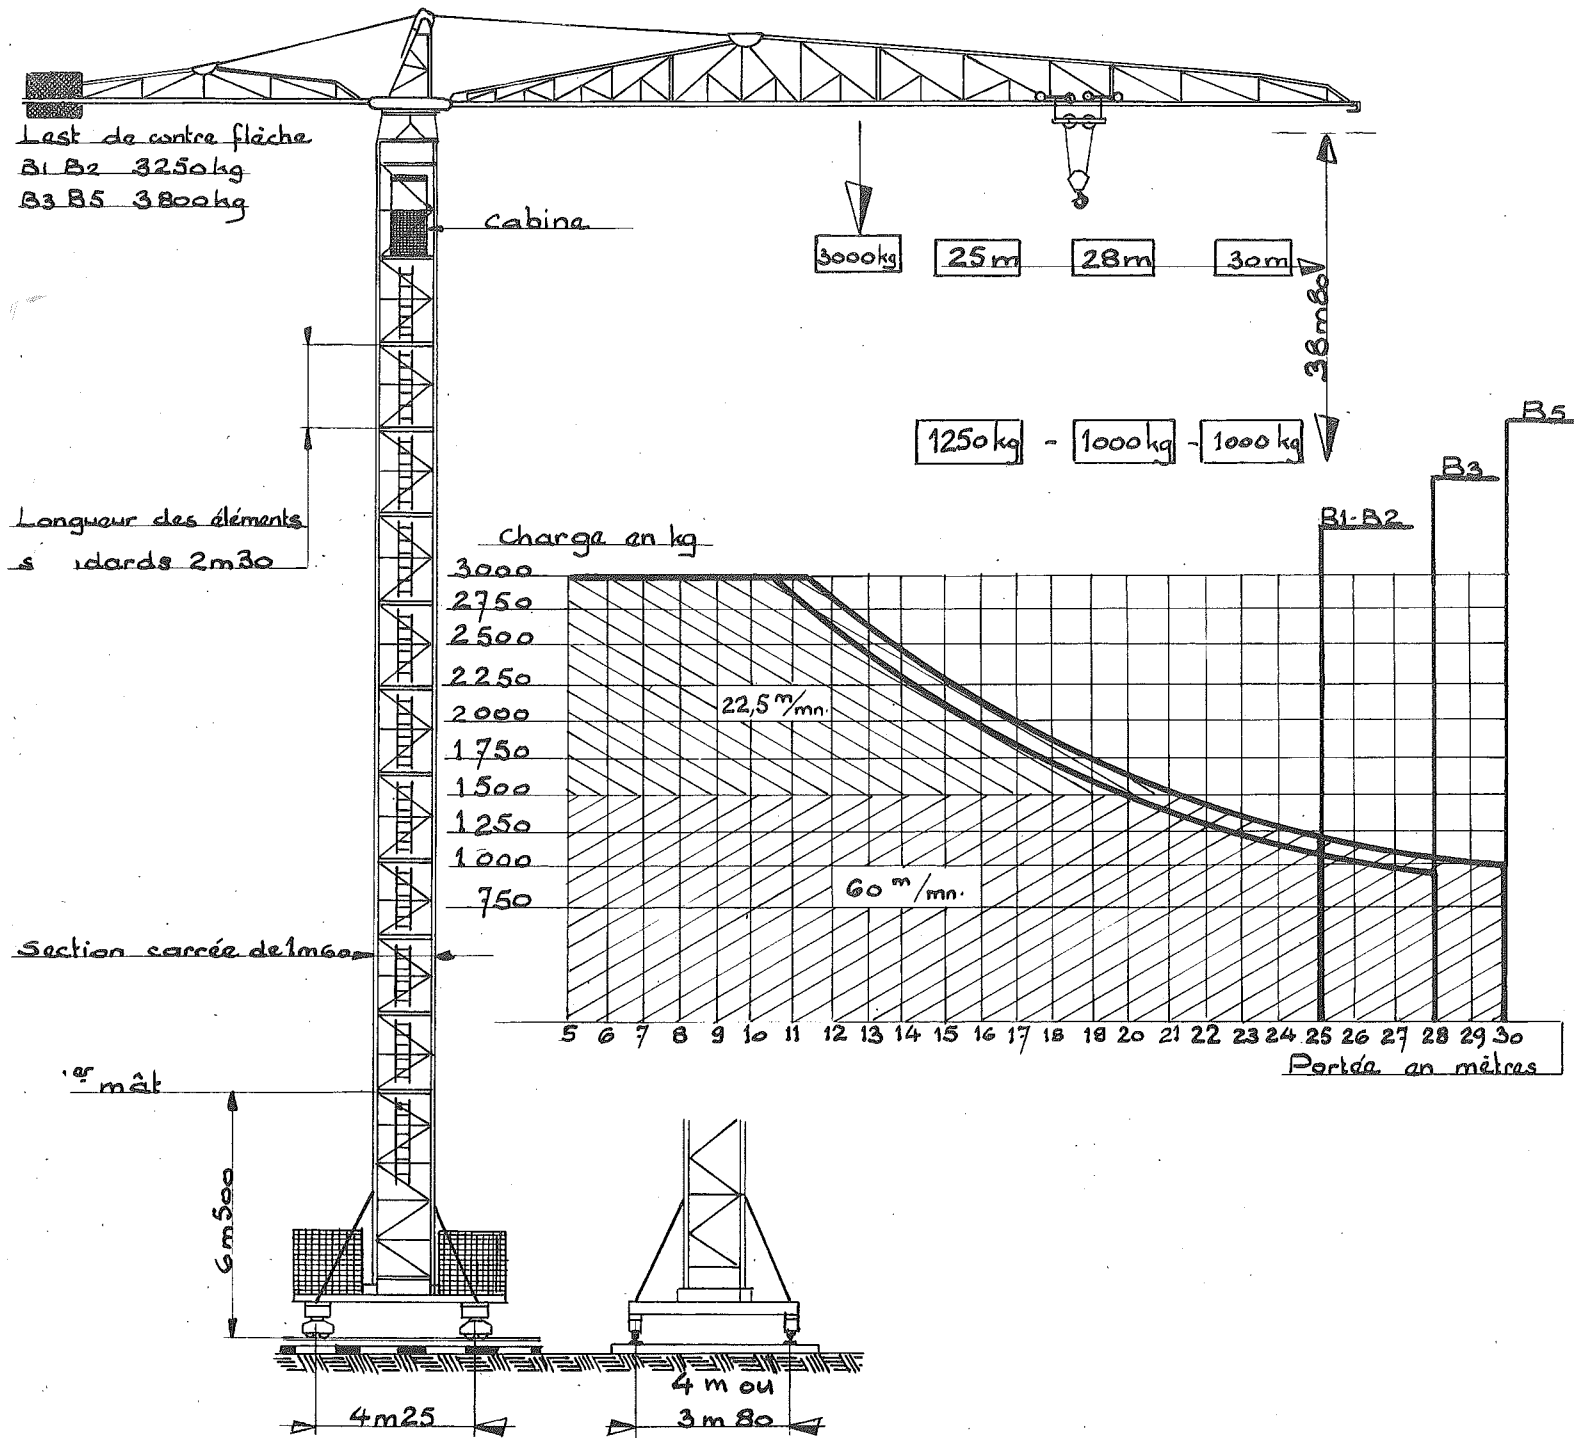 Lest de contre flèche
B1 B2 3250kg
B3 B5 3800kg
cabine
3000kg
25m
28m
30m
38m80
1250kg - 1000kg - 1000kg
B5
B3
B1-B2
Longueur des éléments
s dards 2m30
Charge en kg
3000
2750
2500
2250
2000
1750
1500
1250
1000
750
22,5 m/mn.
60 m/mn.
Section carrée de 1m60
5 6 7 8 9 10 11 12 13 14 15 16 17 18 19 20 21 22 23 24 25 26 27 28 29 30
Portée en mètres
er mât
6m500
4m25
4m ou
3m80